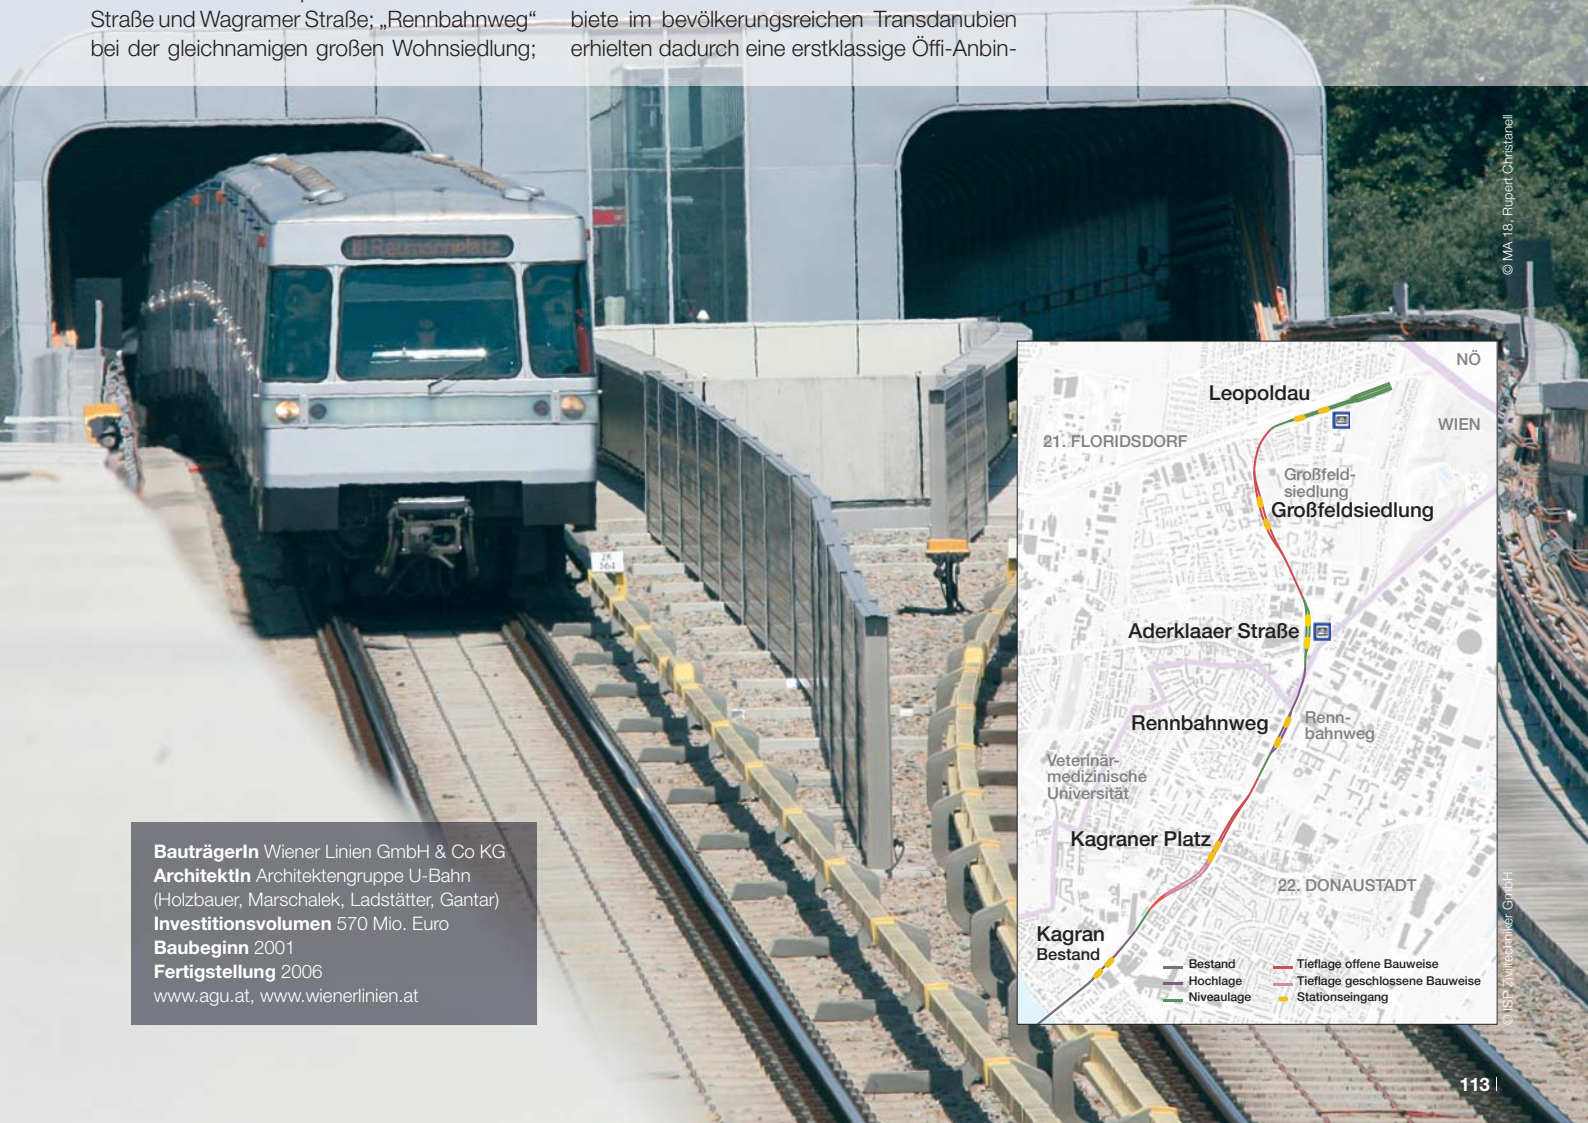 Straße und Wagramer Straße; „Rennbahnweg“
bei der gleichnamigen großen Wohnsiedlung;
biete im bevölkerungsreichen Transdanubien
erhielten dadurch eine erstklassige Öffi-Anbin-
© MA 18, Rupert Christanell
Reumannplatz
NÖ
Leopoldau
WIEN
21. FLORIDSDORF
Großfeld-
siedlung
Großfeldsiedlung
Aderklaaer Straße
Rennbahnweg
Renn-
bahnweg
Veterinär-
medizinische
Universität
Kagraner Platz
22. DONAUSTADT
Kagran
Bestand
Bestand
Hochlage
Niveaulage
Tieflage offene Bauweise
Tieflage geschlossene Bauweise
Stationseingang
© ISP Ziviltechniker GmbH
BauträgerIn Wiener Linien GmbH & Co KG
ArchitektIn Architektengruppe U-Bahn
(Holzbauer, Marschalek, Ladstätter, Gantar)
Investitionsvolumen 570 Mio. Euro
Baubeginn 2001
Fertigstellung 2006
www.agu.at, www.wienerlinien.at
113